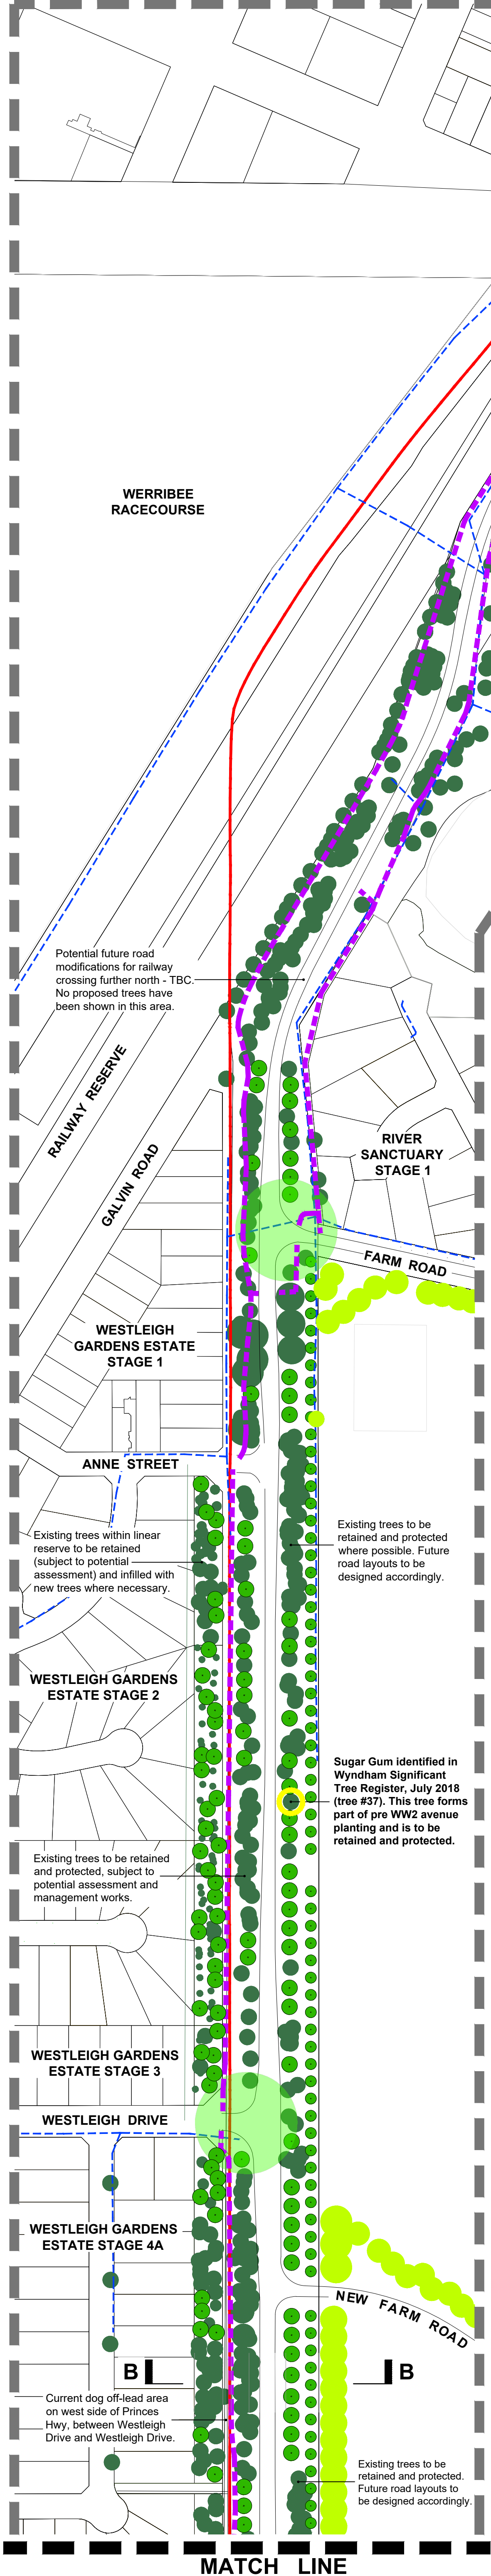 WERRIBEE
RACECOURSE
Potential future road
modifications for railway
crossing further north - TBC.
No proposed trees have
been shown in this area.
RAILWAY RESERVE
GALVIN ROAD
RIVER
SANCTUARY
STAGE 1
FARM ROAD
WESTLEIGH
GARDENS ESTATE
STAGE 1
ANNE STREET
Existing trees within linear
reserve to be retained
(subject to potential
assessment) and infilled with
new trees where necessary.
Existing trees to be
retained and protected
where possible. Future
road layouts to be
designed accordingly.
WESTLEIGH GARDENS
ESTATE STAGE 2
Sugar Gum identified in
Wyndham Significant
Tree Register, July 2018
(tree #37). This tree forms
part of pre WW2 avenue
planting and is to be
retained and protected.
Existing trees to be retained
and protected, subject to
potential assessment and
management works.
WESTLEIGH GARDENS
ESTATE STAGE 3
WESTLEIGH DRIVE
WESTLEIGH GARDENS
ESTATE STAGE 4A
NEW FARM ROAD
B
B
Current dog off-lead area
on west side of Princes
Hwy, between Westleigh
Drive and Westleigh Drive.
Existing trees to be
retained and protected.
Future road layouts to
be designed accordingly.
MATCH LINE